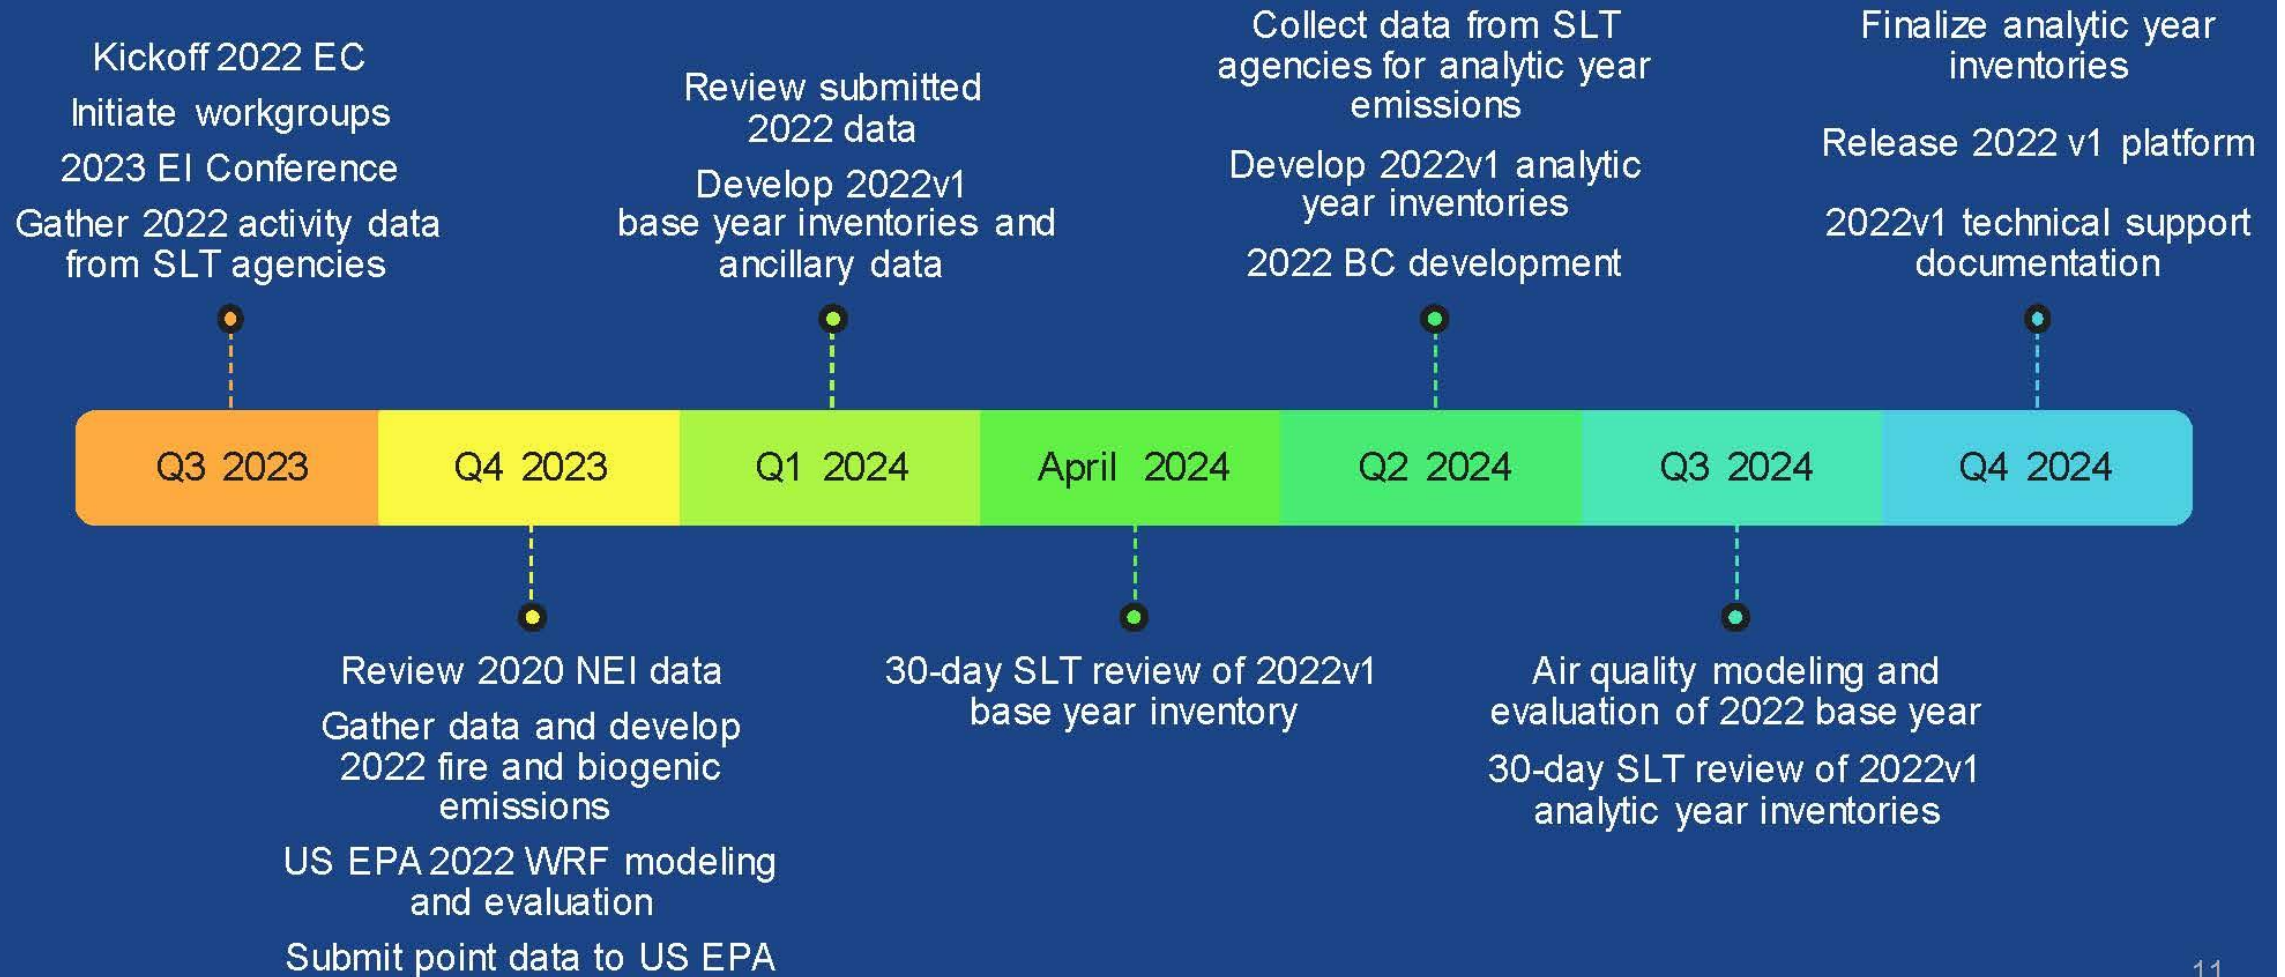 Kickoff 2022 EC
Initiate workgroups
2023 EI Conference
Gather 2022 activity data
from SLT agencies
Review submitted
2022 data
Develop 2022v1
base year inventories and
ancillary data
Collect data from SLT
agencies for analytic year
emissions
Develop 2022v1 analytic
year inventories
2022 BC development
Finalize analytic year
inventories
Release 2022 v1 platform
2022v1 technical support
documentation
Q3 2023
Q4 2023
Q1 2024
April 2024
Q2 2024
Q3 2024
Q4 2024
Review 2020 NEI data
Gather data and develop
2022 fire and biogenic
emissions
US EPA 2022 WRF modeling
and evaluation
Submit point data to US EPA
30-day SLT review of 2022v1
base year inventory
Air quality modeling and
evaluation of 2022 base year
30-day SLT review of 2022v1
analytic year inventories
11